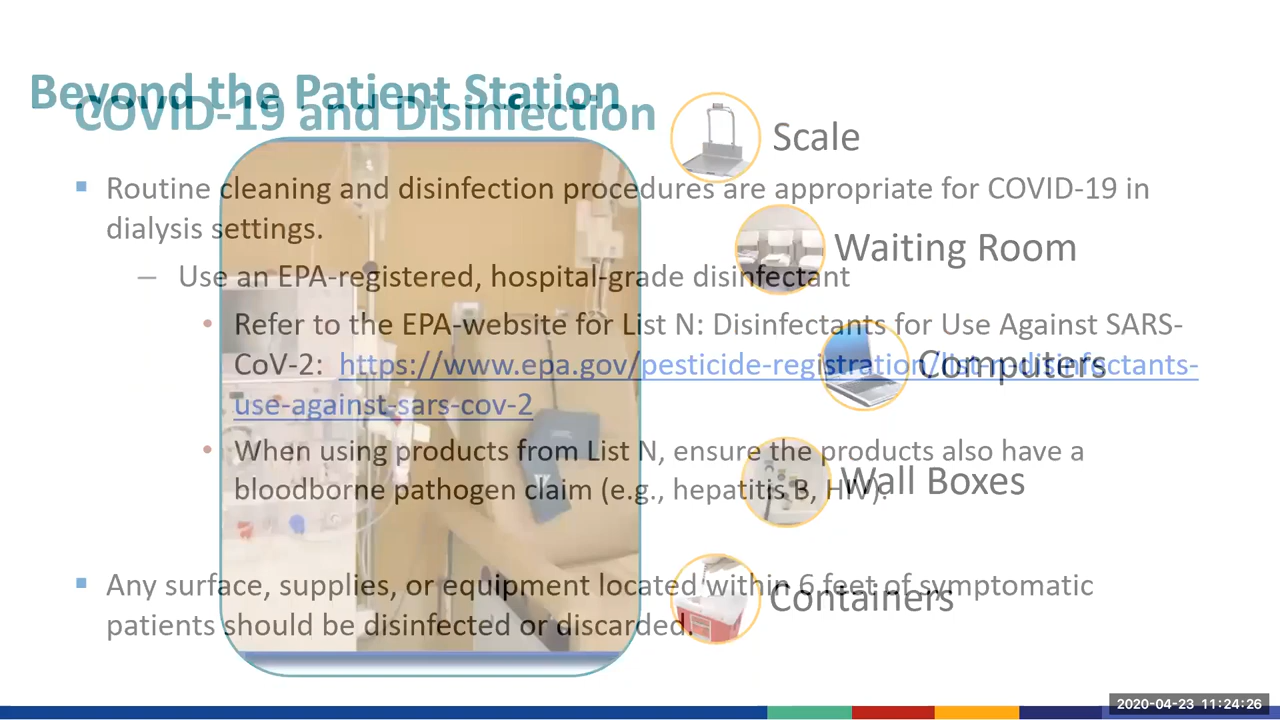 Beyond the Patient Station
COVID-19 and Disinfection
Scale
Routine cleaning and disinfection procedures are appropriate for COVID-19 in
dialysis settings.
Waiting Room
– Use an EPA-registered, hospital-grade disinfectant
• Refer to the EPA-website for List N: Disinfectants for Use Against SARS-
CoV-2: https://www.epa.gov/pesticide-registration/list-n-disinfectants-
use-against-sars-cov-2
Computers
• When using products from List N, ensure the products also have a
bloodborne pathogen claim (e.g., hepatitis B, HIV).
Wall Boxes
Any surface, supplies, or equipment located within 6 feet of symptomatic
patients should be disinfected or discarded.
Containers
2020-04-23 11:24:26